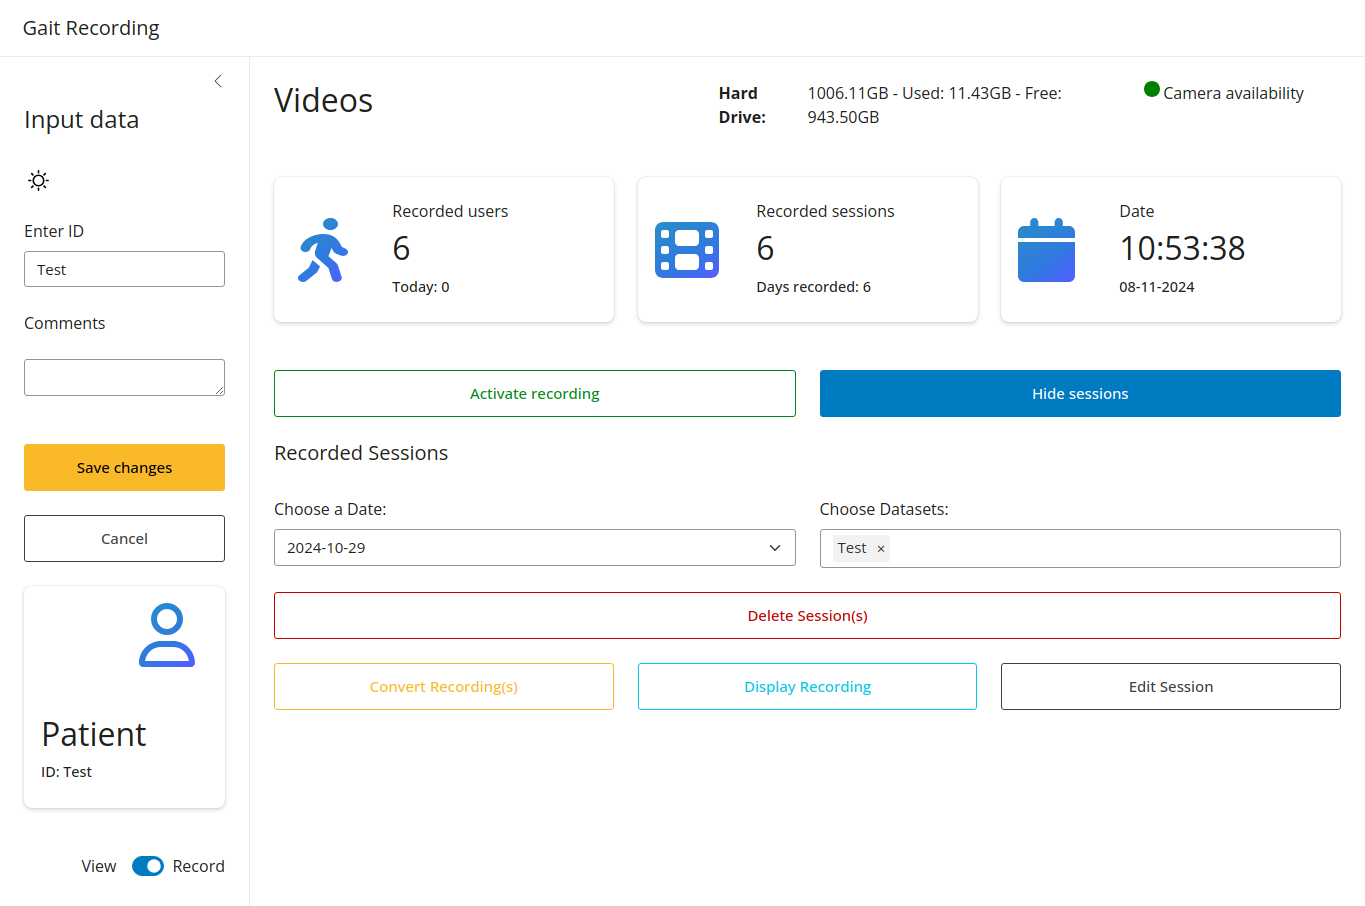 Gait Recording
Input data
Enter ID
Test
Comments
Save changes
Cancel
Patient
ID: Test
View Record
Videos
Hard Drive:
1006.11GB - Used: 11.43GB - Free:
943.50GB
Camera availability
Recorded users
6
Today: 0
Recorded sessions
6
Days recorded: 6
Date
10:53:38
08-11-2024
Activate recording
Hide sessions
Recorded Sessions
Choose a Date:
2024-10-29
Choose Datasets:
Test ×
Delete Session(s)
Convert Recording(s)
Display Recording
Edit Session